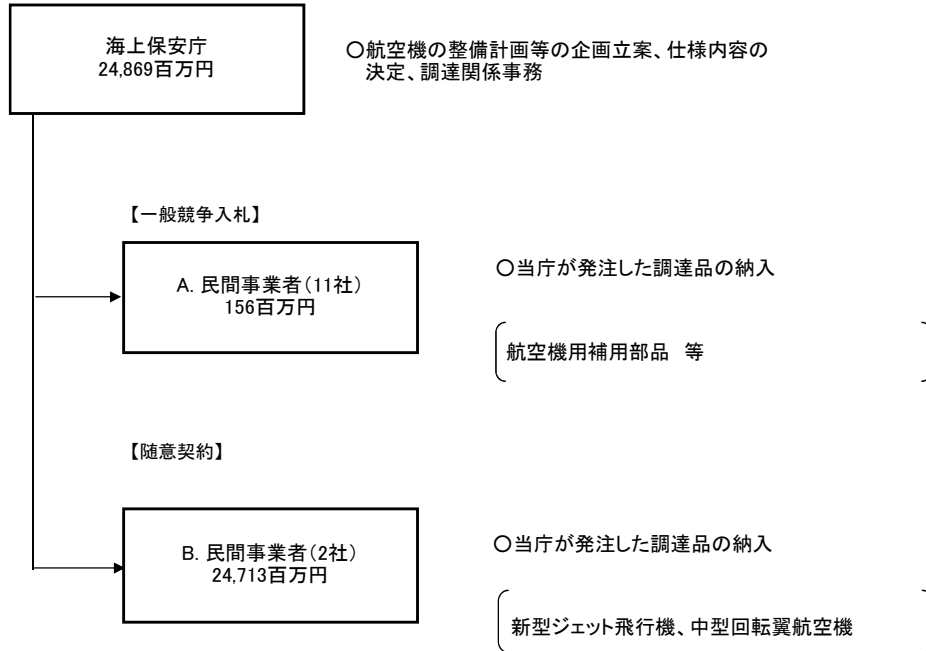 海上保安庁
24,869百万円
○航空機の整備計画等の企画立案、仕様内容の
決定、調達関係事務
【一般競争入札】
A. 民間事業者（11社）
156百万円
○当庁が発注した調達品の納入
航空機用補用部品　等
【随意契約】
B. 民間事業者（2社）
24,713百万円
○当庁が発注した調達品の納入
新型ジェット飛行機、中型回転翼航空機